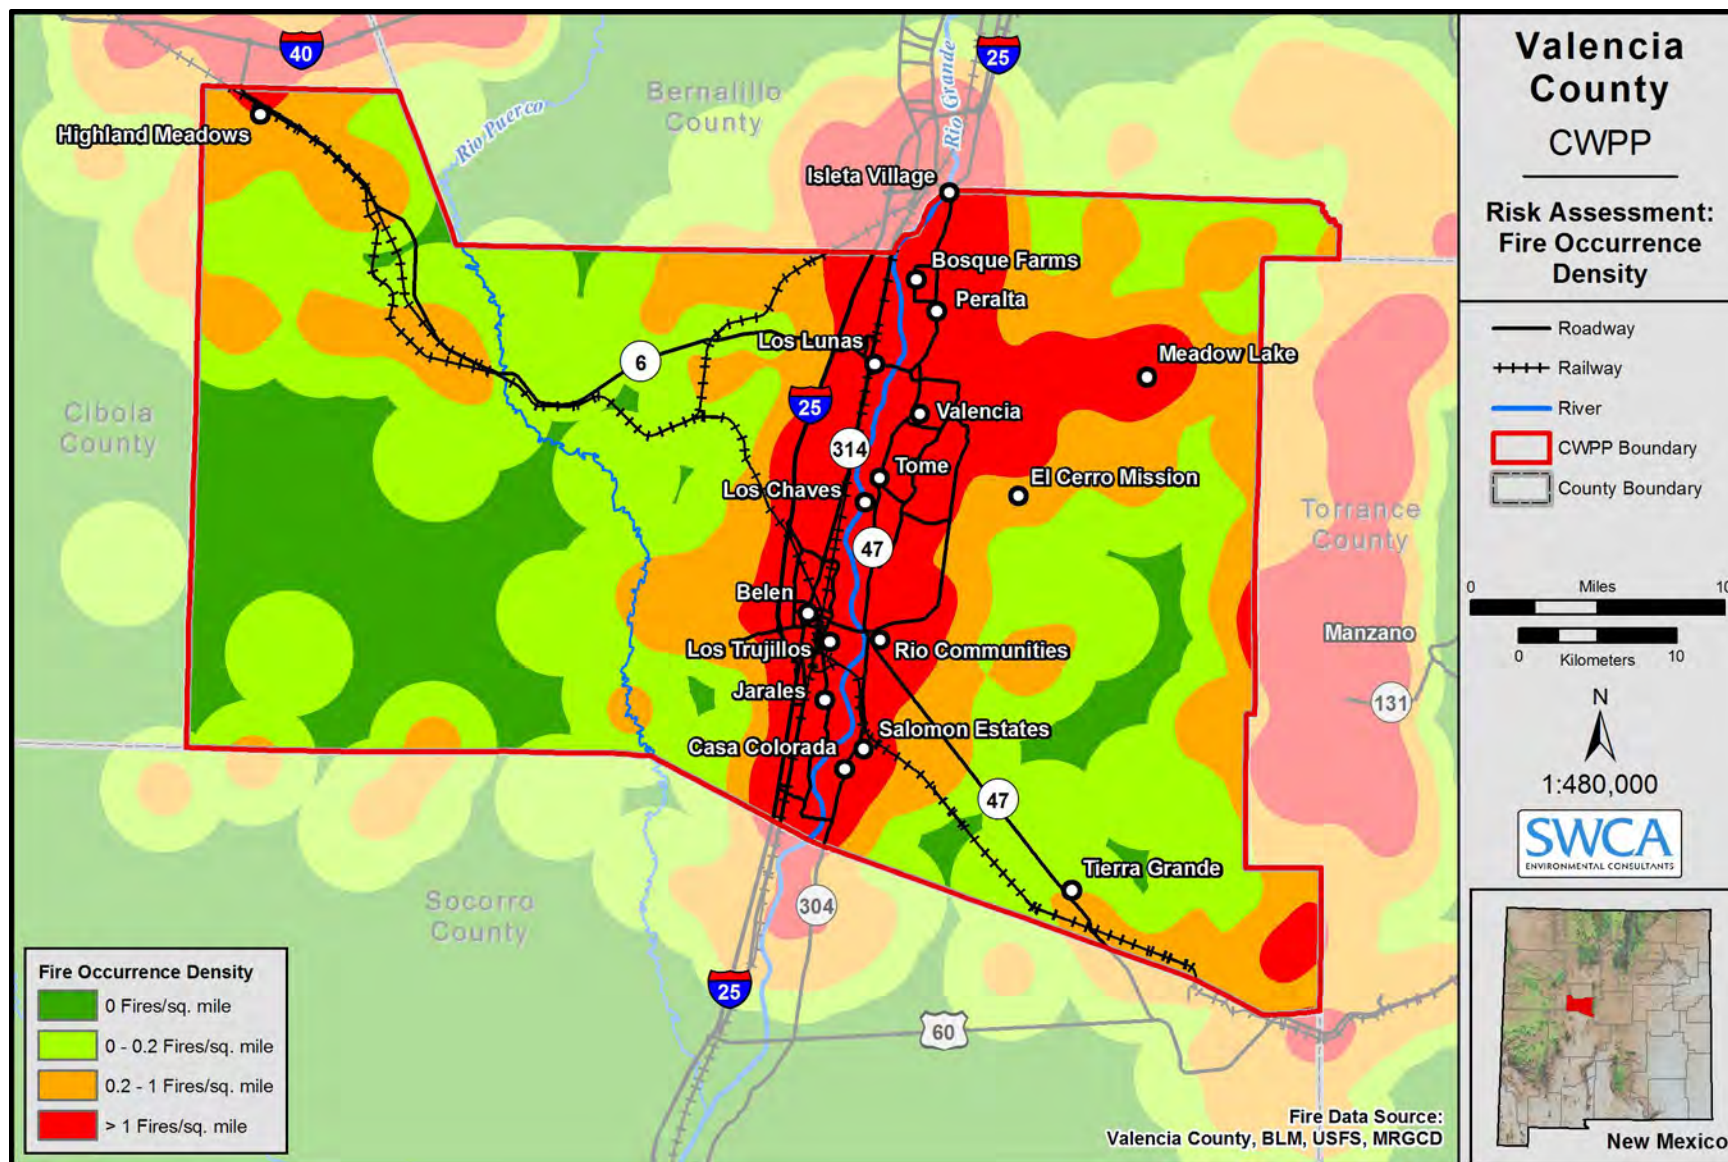 Valencia
County
CWPP
Risk Assessment:
Fire Occurrence
Density
Roadway
Railway
River
CWPP Boundary
County Boundary
0
Miles
10
0
Kilometers
10
N
1:480,000
SWCA
ENVIRONMENTAL CONSULTANTS
New Mexico
40
25
Rio Grande
Rio Puerco
Bernalillo
County
Highland Meadows
Isleta Village
Bosque Farms
Peralta
Los Lunas
Meadow Lake
6
25
Cibola
County
Valencia
314
Tome
Los Chaves
El Cerro Mission
Torrance
County
47
Belen
Los Trujillos
Rio Communities
Manzano
Jarales
131
Salomon Estates
Casa Colorada
47
Tierra Grande
Socorro
County
304
25
60
Fire Occurrence Density
0 Fires/sq. mile
0 - 0.2 Fires/sq. mile
0.2 - 1 Fires/sq. mile
> 1 Fires/sq. mile
Fire Data Source:
Valencia County, BLM, USFS, MRGCD